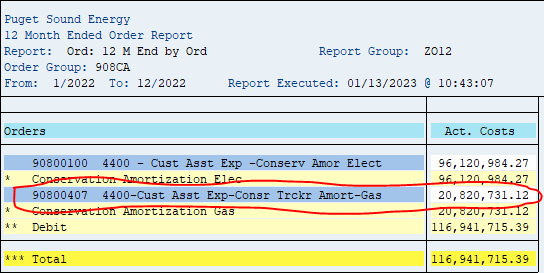 Puget Sound Energy
12 Month Ended Order Report
Report: Ord: 12 M End by Ord Report Group: ZO12
Order Group: 908CA
From: 1/2022 To: 12/2022 Report Executed: 01/13/2023 @ 10:43:07
Orders Act. Costs
90800100 4400 - Cust Asst Exp -Conserv Amor Elect 96,120,984.27
* Conservation Amortization Elec 96,120,984.27
90800407 4400-Cust Asst Exp-Consr Trckr Amort-Gas 20,820,731.12
* Conservation Amortization Gas 20,820,731.12
** Debit 116,941,715.39
*** Total 116,941,715.39